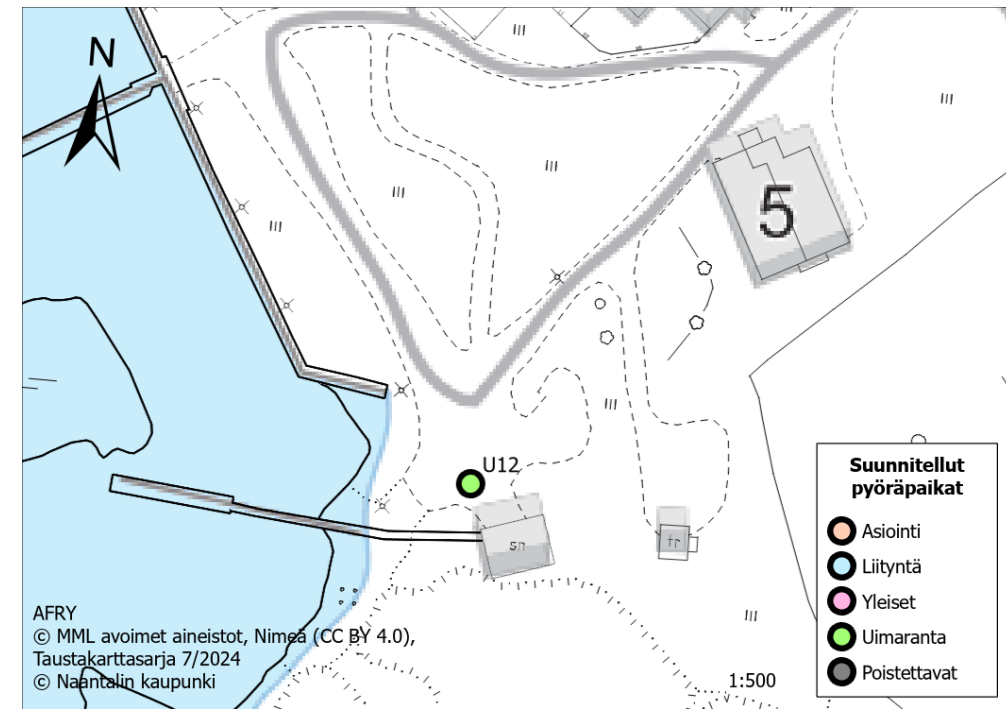 N
5
U12
sa
tr
Suunnitellut
pyöräpaikat
Asiointi
Liityntä
Yleiset
Uimaranta
Poistettavat
AFRY
© MML avoimet aineistot, Nimeä (CC BY 4.0),
Taustakarttasarja 7/2024
© Naantalin kaupunki
1:500